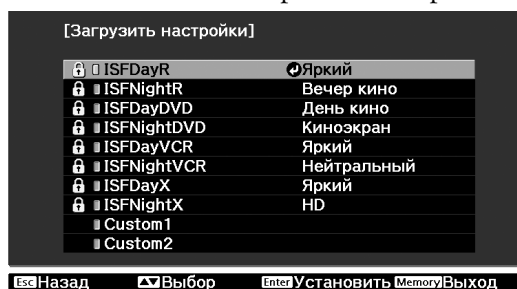 [Загрузить настройки]
ISFDayR Яркий
ISFNightR Вечер кино
ISFDayDVD День кино
ISFNightDVD Киноэкран
ISFDayVCR Яркий
ISFNightVCR Нейтральный
ISFDayX Яркий
ISFNightX HD
Custom1
Custom2
Esc Назад Выбор Enter Установить Memory Выход